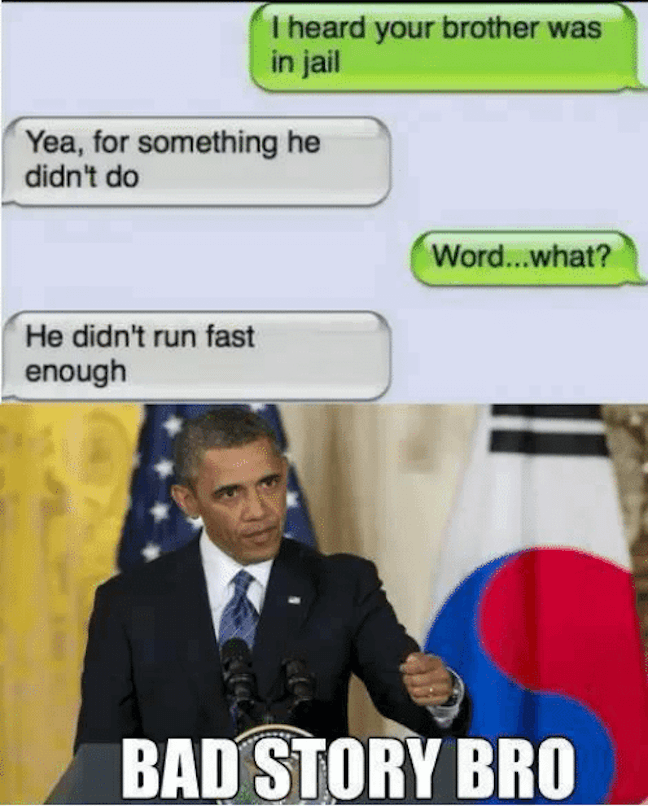 I heard your brother was
in jail
Yea, for something he
didn't do
Word...what?
He didn't run fast
enough
BAD STORY BRO